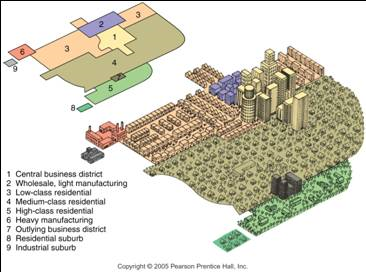 3
2
1
3
6
9
4
7
5
8
1 Central business district
2 Wholesale, light manufacturing
3 Low-class residential
4 Medium-class residential
5 High-class residential
6 Heavy manufacturing
7 Outlying business district
8 Residential suburb
9 Industrial suburb
Copyright © 2005 Pearson Prentice Hall, Inc.